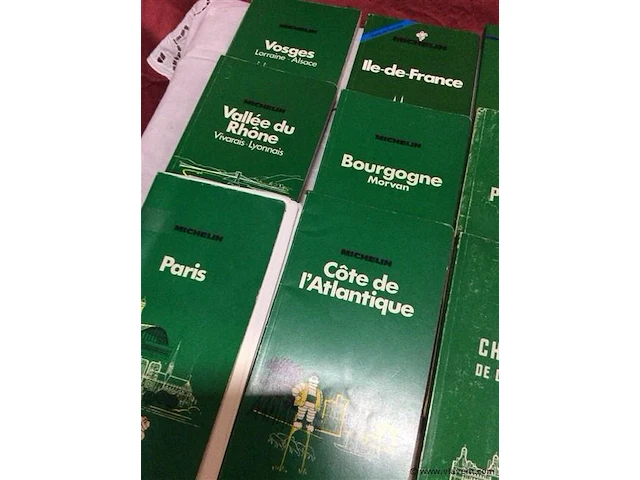 MICHELIN
Vosges
Lorraine - Alsace
MICHELIN
Ile-de-France
MICHELIN
Vallée du
Rhône
Vivarais - Lyonnais
MICHELIN
Bourgogne
Morvan
P
MICHELIN
Paris
MICHELIN
Côte de
l'Atlantique
CH
DE